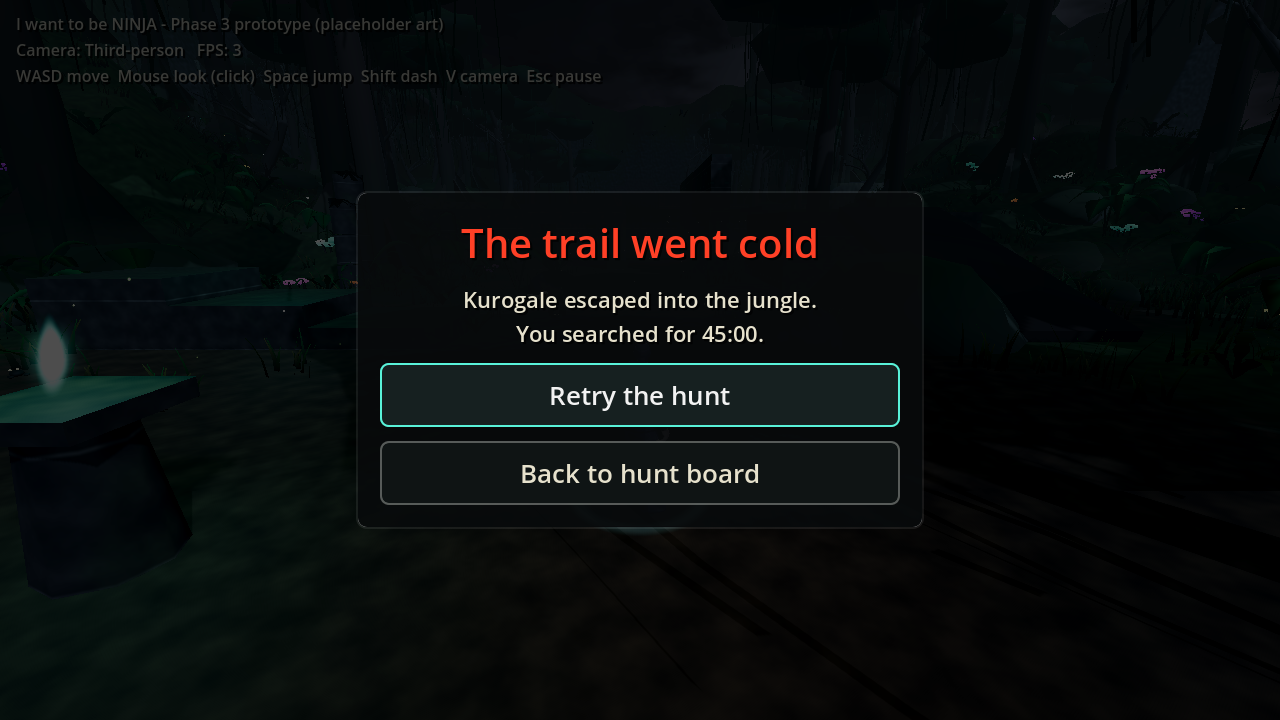 I want to be NINJA - Phase 3 prototype (placeholder art)
Camera: Third-person   FPS: 3
WASD move  Mouse look (click)  Space jump  Shift dash  V camera  Esc pause
The trail went cold
Kurogale escaped into the jungle.
You searched for 45:00.
Retry the hunt
Back to hunt board